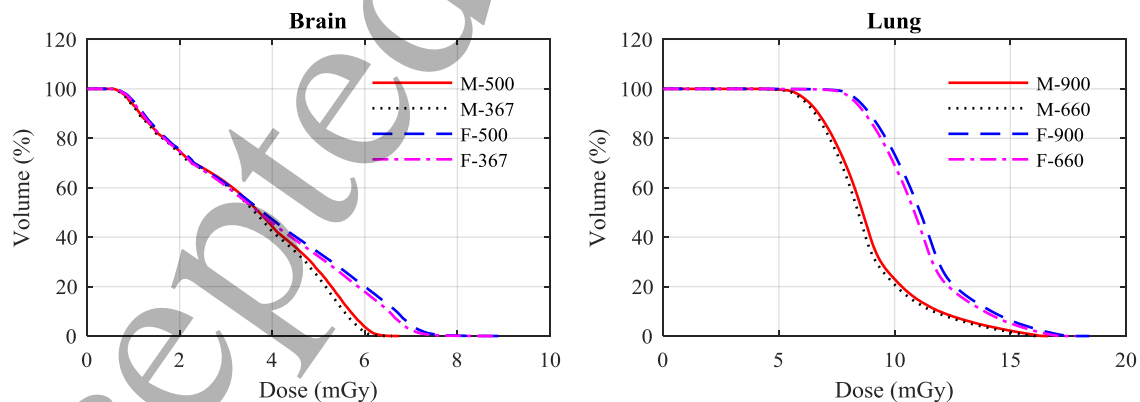 Brain
120
100
80
60
40
20
0
Volume (%)
M-500
M-367
F-500
F-367
0 2 4 6 8 10
Dose (mGy)
Lung
120
100
80
60
40
20
0
Volume (%)
M-900
M-660
F-900
F-660
0 5 10 15 20
Dose (mGy)
epted